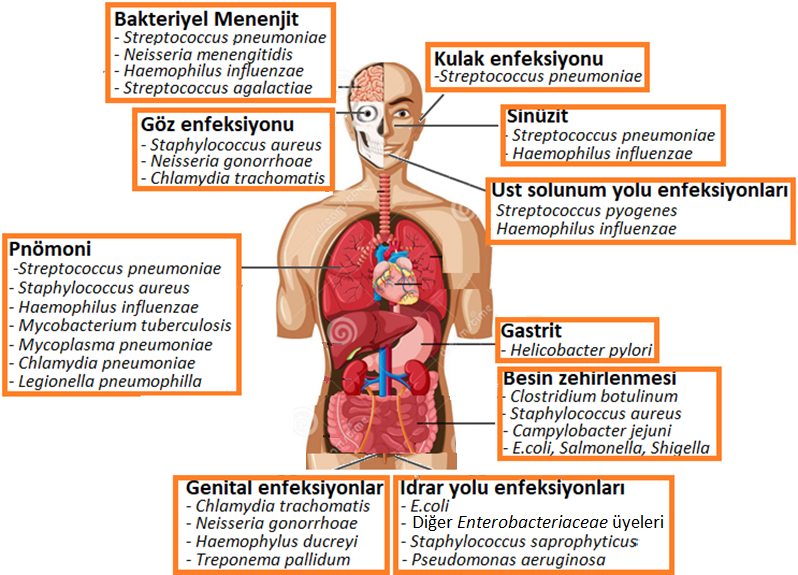 Bakteriyel Menenjit
- Streptococcus pneumoniae
- Neisseria menengitidis
- Haemophilus influenzae
- Streptococcus agalactiae
Kulak enfeksiyonu
-Streptococcus pneumoniae
Göz enfeksiyonu
- Staphylococcus aureus
- Neisseria gonorrhoae
- Chlamydia trachomatis
Sinüzit
- Streptococcus pneumoniae
- Haemophilus influenzae
Ust solunum yolu enfeksiyonları
Streptococcus pyogenes
Haemophilus influenzae
Pnömoni
-Streptococcus pneumoniae
- Staphylococcus aureus
- Haemophilus influenzae
- Mycobacterium tuberculosis
- Mycoplasma pneumoniae
- Chlamydia pneumoniae
- Legionella pneumophilla
Gastrit
- Helicobacter pylori
Besin zehirlenmesi
- Clostridium botulinum
- Staphylococcus aureus
- Campylobacter jejuni
- E.coli, Salmonella, Shigella
Genital enfeksiyonlar
- Chlamydia trachomatis
- Neisseria gonorrhoae
- Haemophylus ducreyi
- Treponema pallidum
Idrar yolu enfeksiyonları
- E.coli
- Diğer Enterobacteriaceae üyeleri
- Staphylococcus saprophyticus
- Pseudomonas aeruginosa